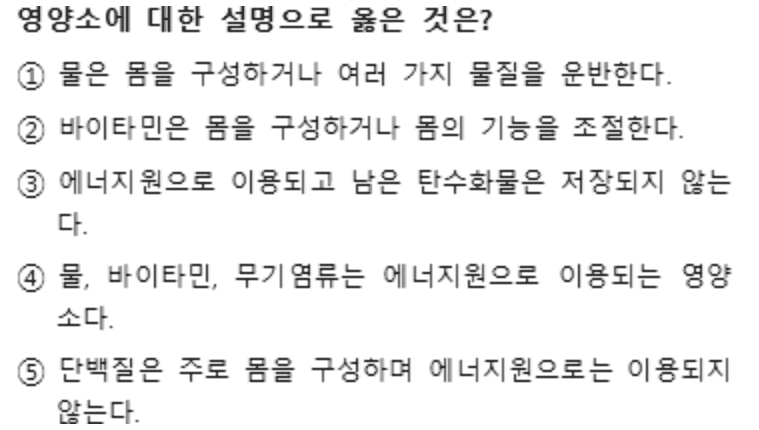 영양소에 대한 설명으로 옳은 것은?
① 물은 몸을 구성하거나 여러 가지 물질을 운반한다.
② 바이타민은 몸을 구성하거나 몸의 기능을 조절한다.
③ 에너지원으로 이용되고 남은 탄수화물은 저장되지 않는
다.
④ 물, 바이타민, 무기염류는 에너지원으로 이용되는 영양
소다.
⑤ 단백질은 주로 몸을 구성하며 에너지원으로는 이용되지
않는다.